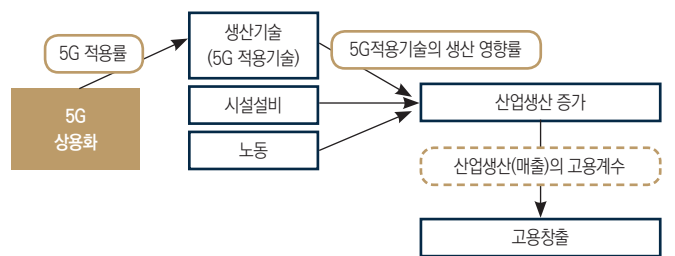 5G 적용률
생산기술
(5G 적용기술)
5G적용기술의 생산 영향률
5G
상용화
시설설비
산업생산 증가
노동
산업생산(매출)의 고용계수
고용창출